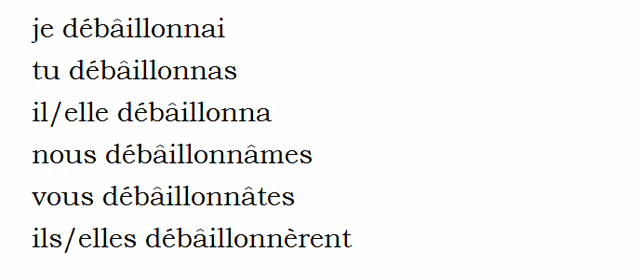 je débâillonnai
tu débâillonnas
il/elle débâillonna
nous débâillonnâmes
vous débâillonnâtes
ils/elles débâillonnèrent